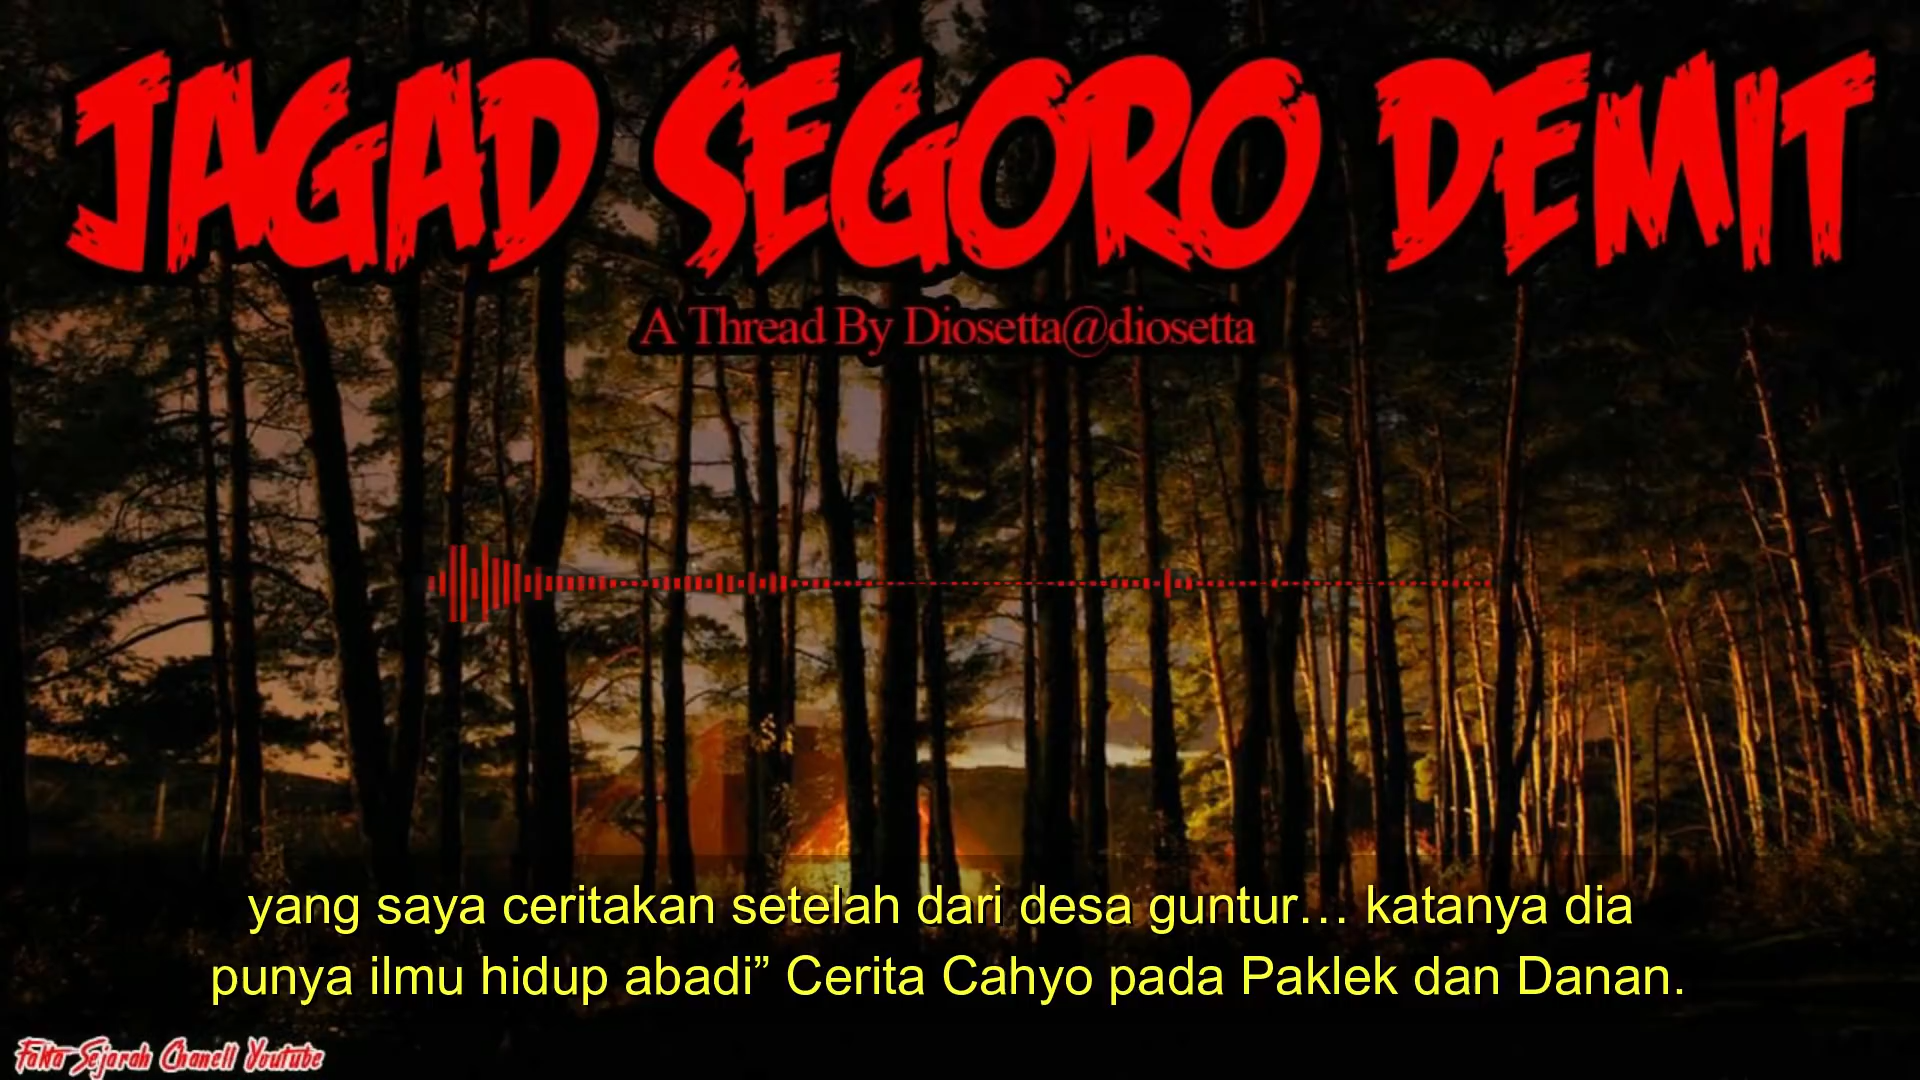 JAGAD SEGORO DEMIT
A Thread By Diosetta@diosetta
yang saya ceritakan setelah dari desa guntur… katanya dia
punya ilmu hidup abadi” Cerita Cahyo pada Paklek dan Danan.
Fakta Sejarah Chanell Youtube